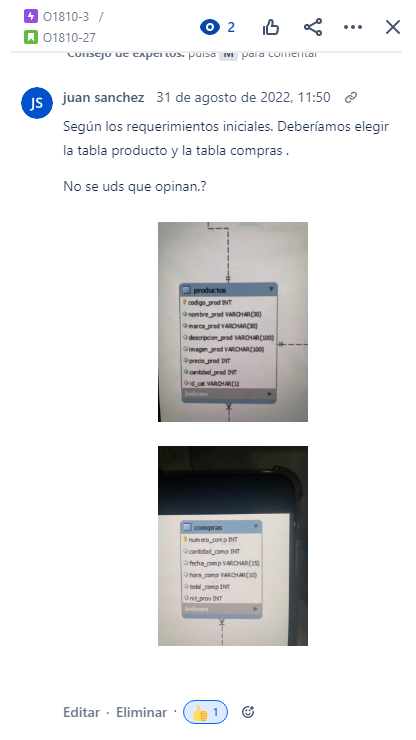 O1810-3 /
O1810-27
2
Consejo de expertos: pulsa M para comentar
JS
juan sanchez 31 de agosto de 2022, 11:50
Según los requerimientos iniciales. Deberíamos elegir
la tabla producto y la tabla compras .
No se uds que opinan.?
productos
codigo_prod INT
nombre_prod VARCHAR(30)
marca_prod VARCHAR(30)
descripcion_prod VARCHAR(100)
imagen_prod VARCHAR(100)
precio_prod INT
cantidad_prod INT
id_cat VARCHAR(1)
Indexes
compras
numero_comp INT
cantidad_comp INT
fecha_comp VARCHAR(15)
hora_comp VARCHAR(10)
total_comp INT
nit_prov INT
Indexes
Editar · Eliminar · 1